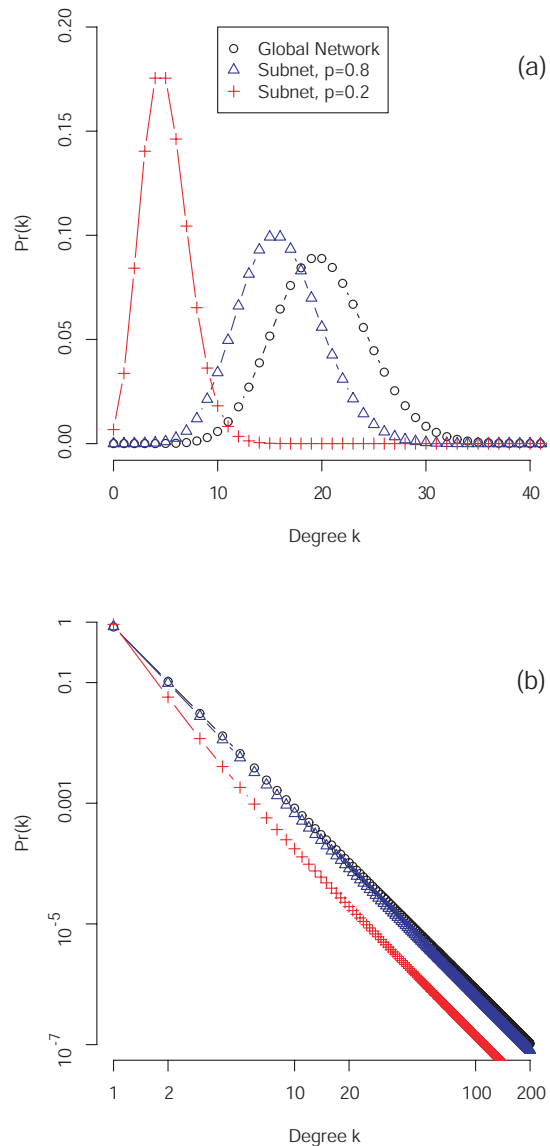 0.20
0.15
0.10
0.05
0.00
Pr(k)
Global Network
Subnet, p=0.8
Subnet, p=0.2
(a)
0 10 20 30 40
Degree k
1
0.1
0.001
10^-5
10^-7
Pr(k)
(b)
1 2 10 20 100 200
Degree k